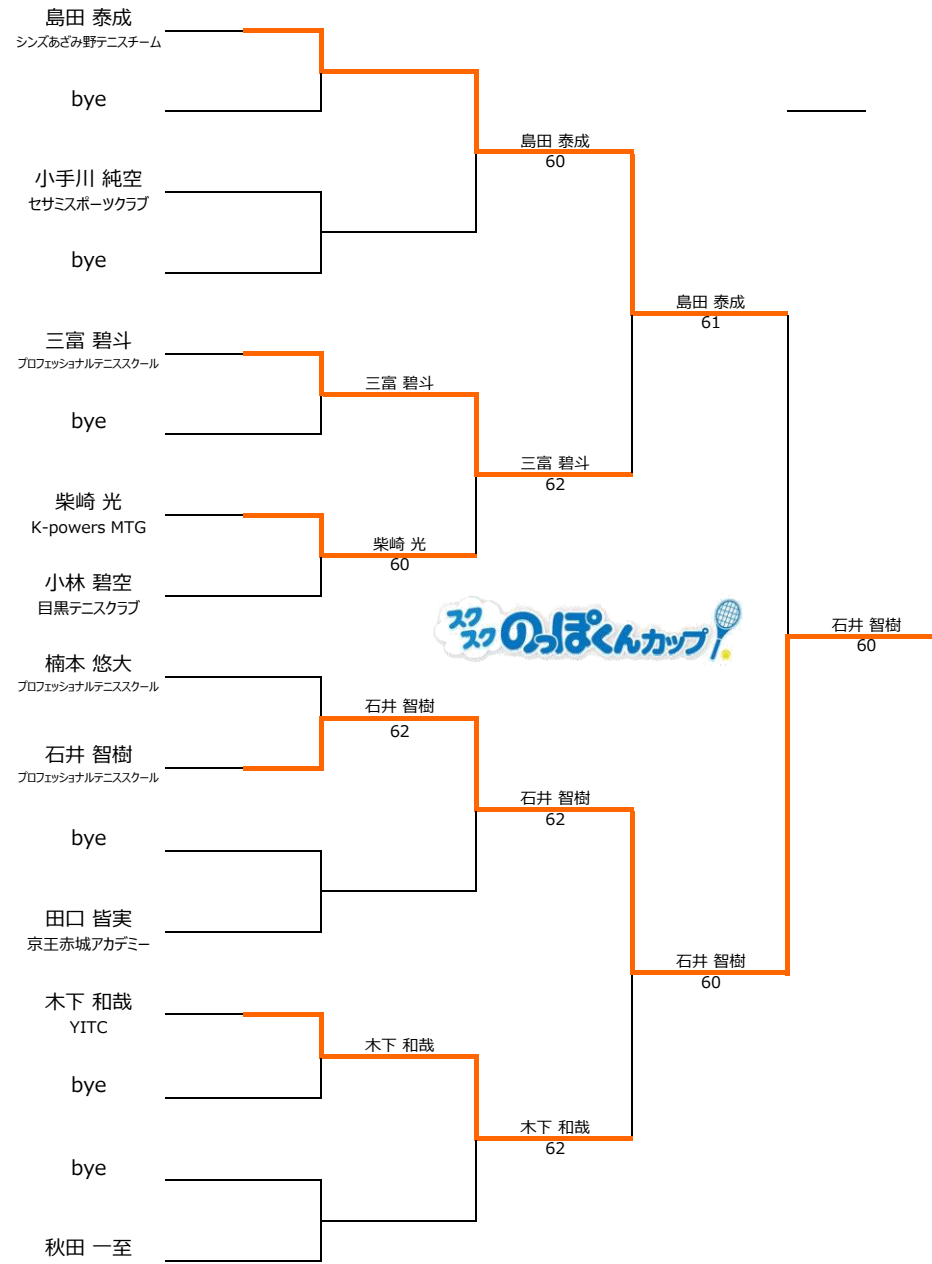 島田 泰成
シンズあざみ野テニスチーム
bye
島田 泰成
60
小手川 純空
セサミスポーツクラブ
bye
島田 泰成
61
三富 碧斗
プロフェッショナルテニススクール
三富 碧斗
bye
三富 碧斗
62
柴崎 光
K-powers MTG
柴崎 光
60
小林 碧空
目黒テニスクラブ
スク
スク のっぽくんカップ
石井 智樹
60
楠本 悠大
プロフェッショナルテニススクール
石井 智樹
62
石井 智樹
プロフェッショナルテニススクール
石井 智樹
62
bye
田口 皆実
京王赤城アカデミー
石井 智樹
60
木下 和哉
YITC
木下 和哉
bye
木下 和哉
62
bye
秋田 一至